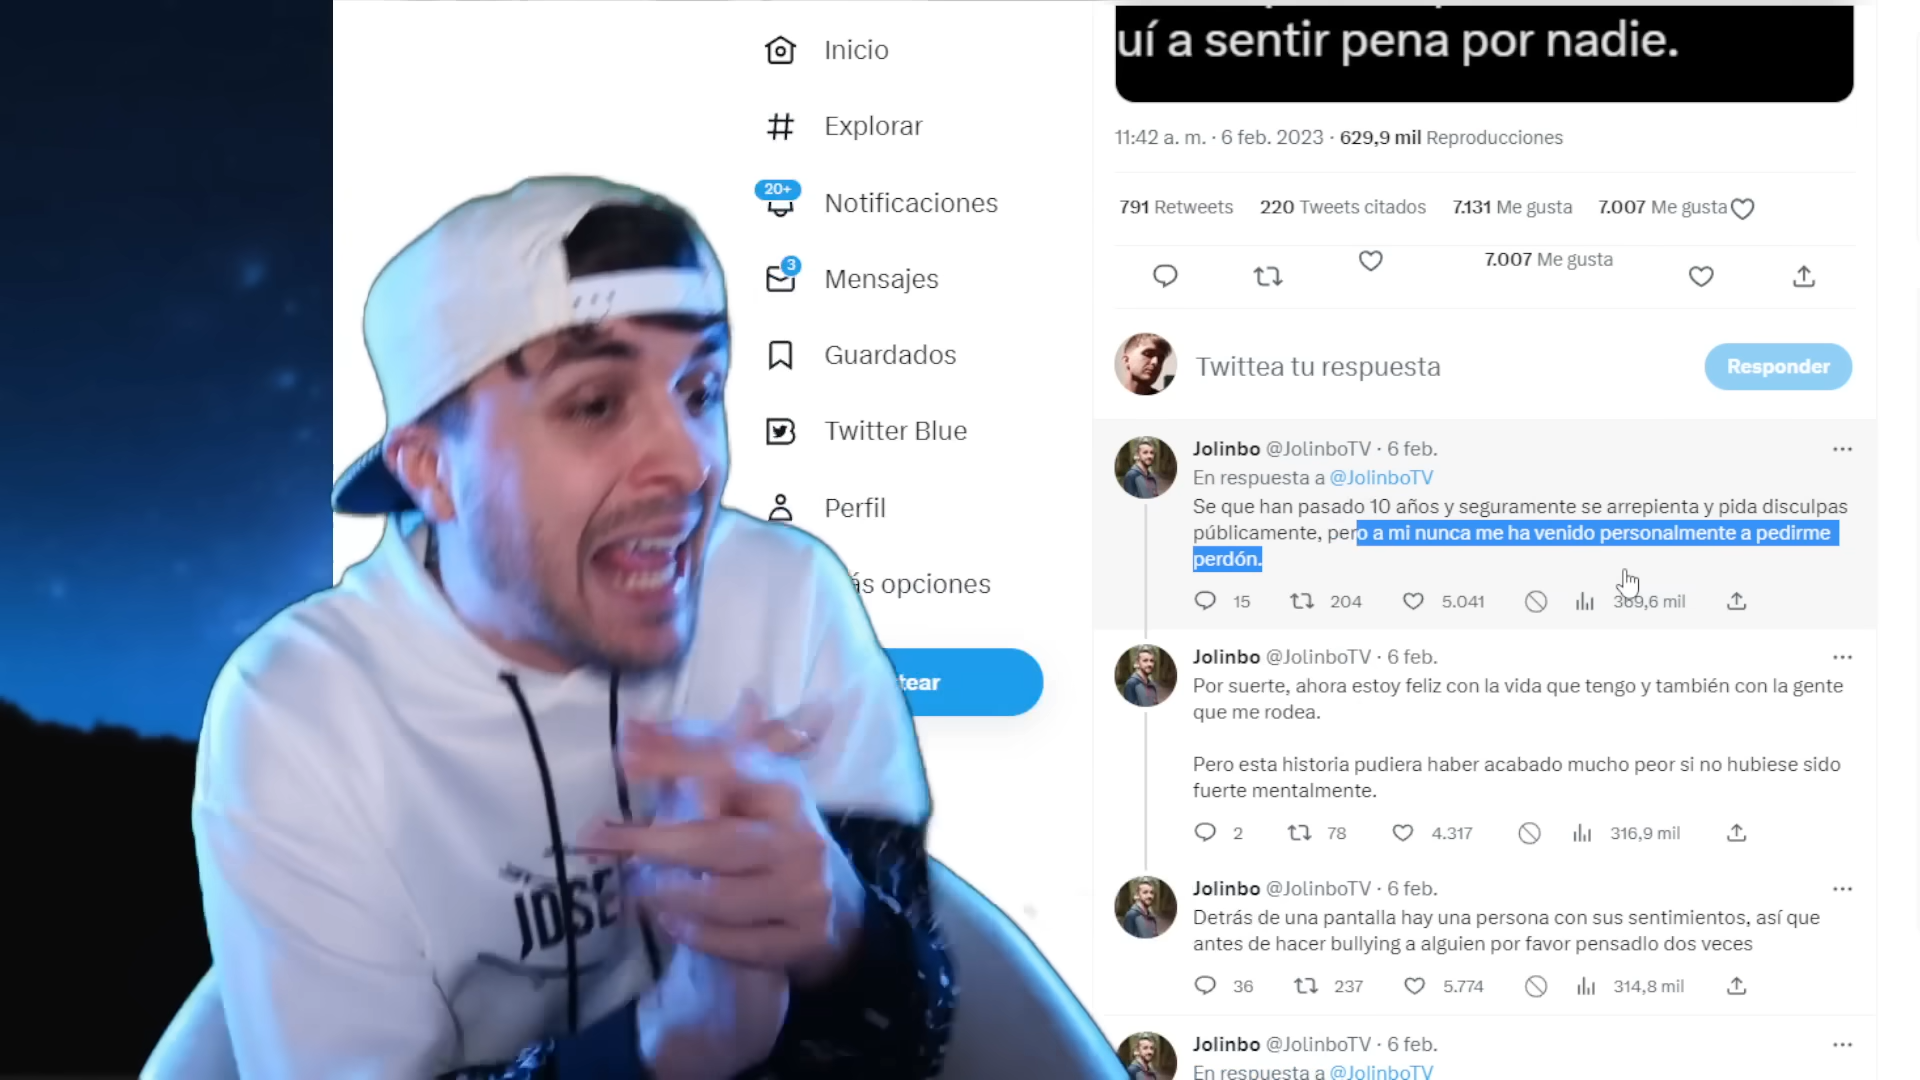 Inicio
Explorar
20+
Notificaciones
3
Mensajes
Guardados
Twitter Blue
Perfil
ás opciones
tear
JOSE
uí a sentir pena por nadie.
11:42 a. m. · 6 feb. 2023 · 629,9 mil Reproducciones
791 Retweets 220 Tweets citados 7.131 Me gusta 7.007 Me gusta
7.007 Me gusta
Twittea tu respuesta
Responder
Jolinbo @JolinboTV · 6 feb.
En respuesta a @JolinboTV
Se que han pasado 10 años y seguramente se arrepienta y pida disculpas
públicamente, pero a mi nunca me ha venido personalmente a pedirme
perdón.
15 204 5.041 369,6 mil
Jolinbo @JolinboTV · 6 feb.
Por suerte, ahora estoy feliz con la vida que tengo y también con la gente
que me rodea.
Pero esta historia pudiera haber acabado mucho peor si no hubiese sido
fuerte mentalmente.
2 78 4.317 316,9 mil
Jolinbo @JolinboTV · 6 feb.
Detrás de una pantalla hay una persona con sus sentimientos, así que
antes de hacer bullying a alguien por favor pensadlo dos veces
36 237 5.774 314,8 mil
Jolinbo @JolinboTV · 6 feb.
En respuesta a @JolinboTV